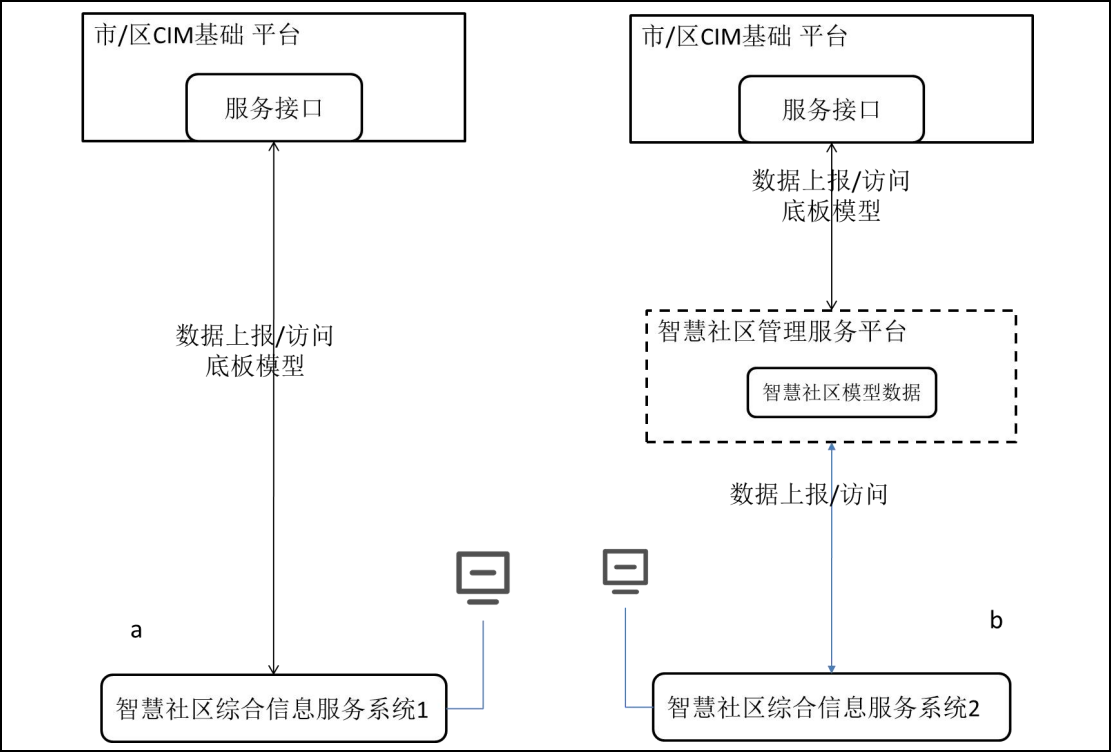 市/区CIM基础 平台
服务接口
数据上报/访问
底板模型
a
智慧社区综合信息服务系统1
市/区CIM基础 平台
服务接口
数据上报/访问
底板模型
智慧社区管理服务平台
智慧社区模型数据
数据上报/访问
b
智慧社区综合信息服务系统2